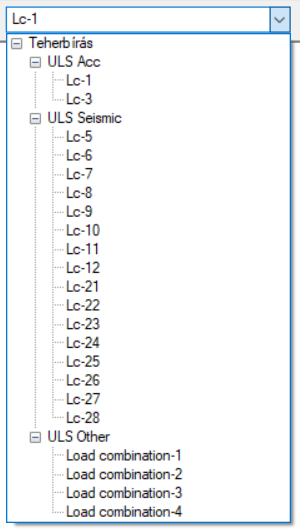 Lc-1
Teherbírás
ULS Acc
Lc-1
Lc-3
ULS Seismic
Lc-5
Lc-6
Lc-7
Lc-8
Lc-9
Lc-10
Lc-11
Lc-12
Lc-21
Lc-22
Lc-23
Lc-24
Lc-25
Lc-26
Lc-27
Lc-28
ULS Other
Load combination-1
Load combination-2
Load combination-3
Load combination-4